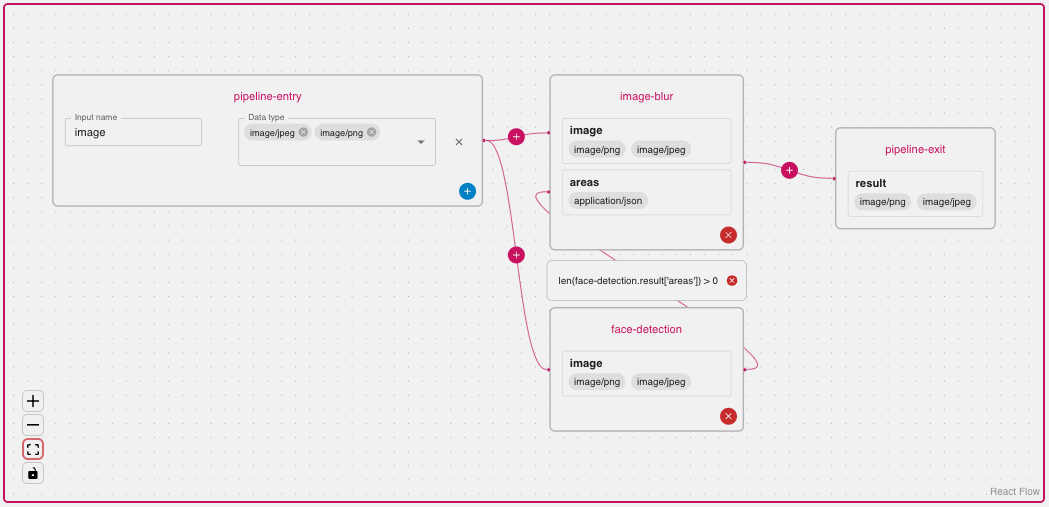 pipeline-entry
Input name
image
Data type
image/jpeg
image/png
image-blur
image
image/png image/jpeg
areas
application/json
pipeline-exit
result
image/png image/jpeg
len(face-detection.result['areas']) > 0
face-detection
image
image/png image/jpeg
React Flow